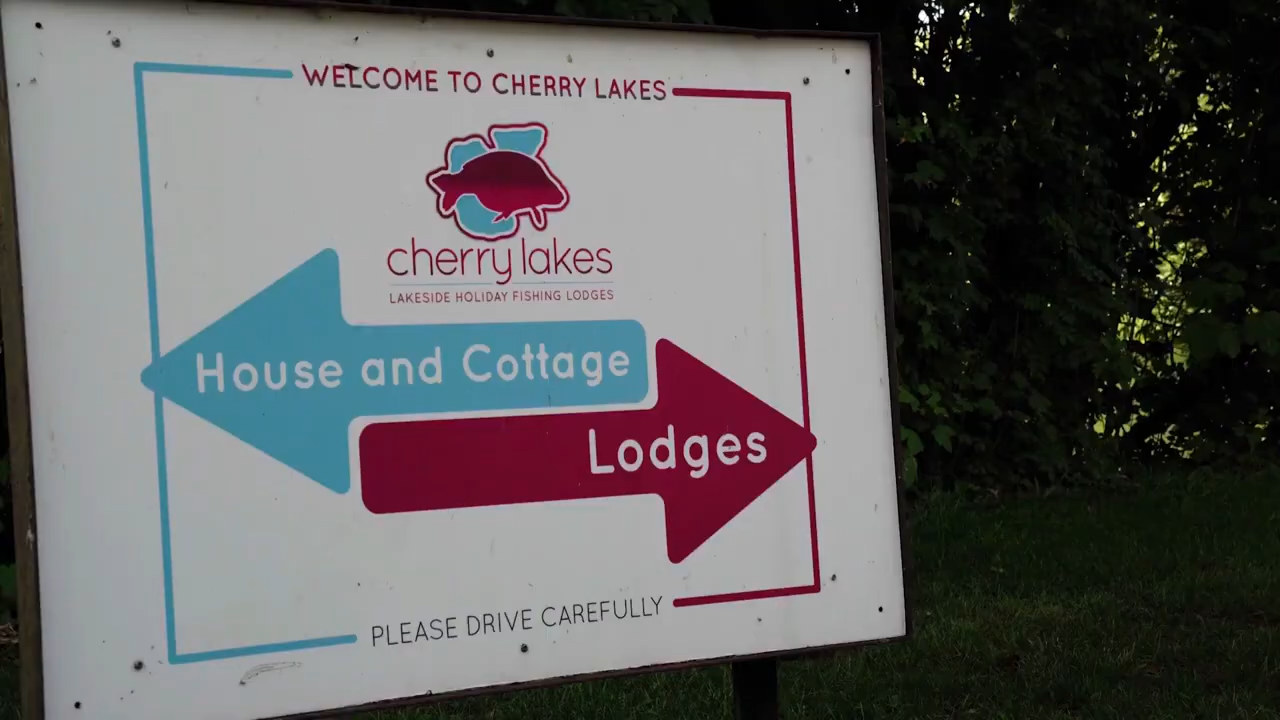 WELCOME TO CHERRY LAKES
cherry lakes
LAKESIDE HOLIDAY FISHING LODGES
House and Cottage
Lodges
PLEASE DRIVE CAREFULLY